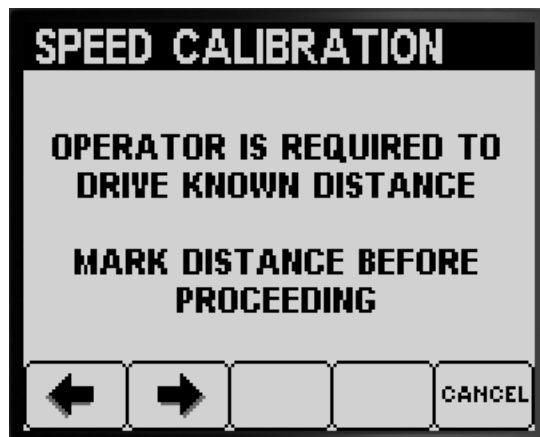 SPEED CALIBRATION
OPERATOR IS REQUIRED TO
DRIVE KNOWN DISTANCE
MARK DISTANCE BEFORE
PROCEEDING
CANCEL